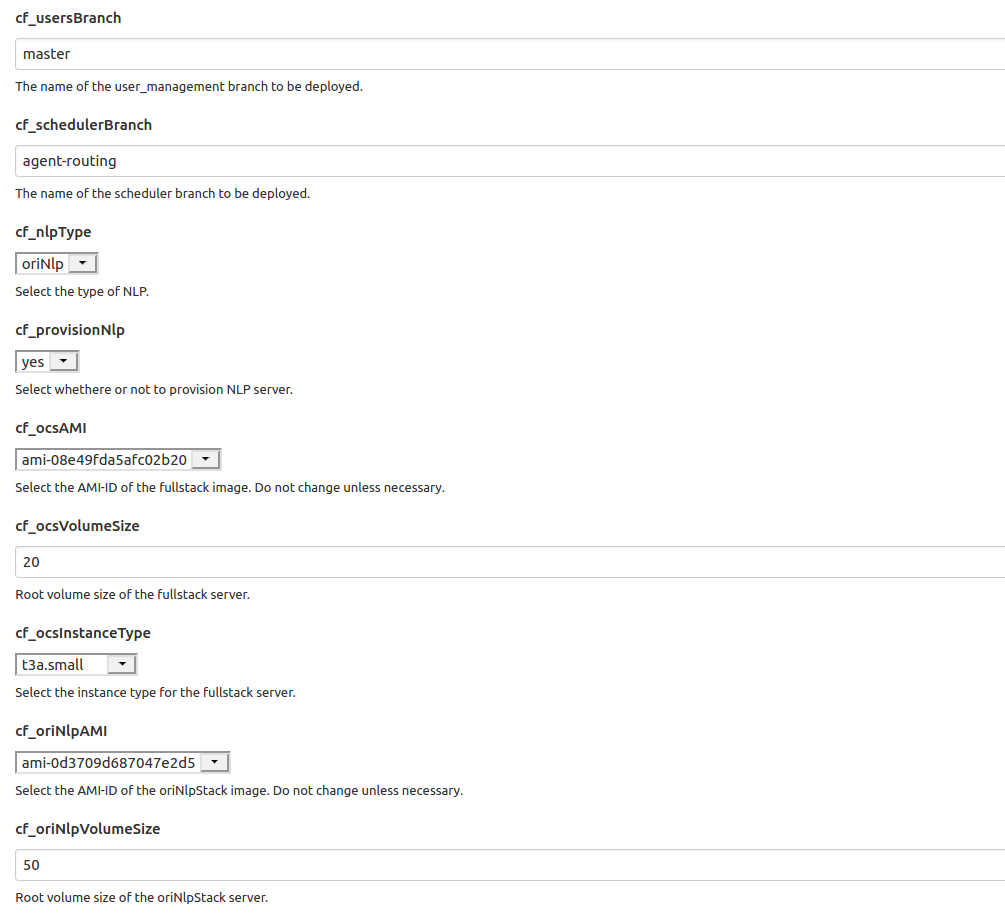 cf_usersBranch
master
The name of the user_management branch to be deployed.
cf_schedulerBranch
agent-routing
The name of the scheduler branch to be deployed.
cf_nlpType
oriNlp
Select the type of NLP.
cf_provisionNlp
yes
Select whethere or not to provision NLP server.
cf_ocsAMI
ami-08e49fda5afc02b20
Select the AMI-ID of the fullstack image. Do not change unless necessary.
cf_ocsVolumeSize
20
Root volume size of the fullstack server.
cf_ocsInstanceType
t3a.small
Select the instance type for the fullstack server.
cf_oriNlpAMI
ami-0d3709d687047e2d5
Select the AMI-ID of the oriNlpStack image. Do not change unless necessary.
cf_oriNlpVolumeSize
50
Root volume size of the oriNlpStack server.